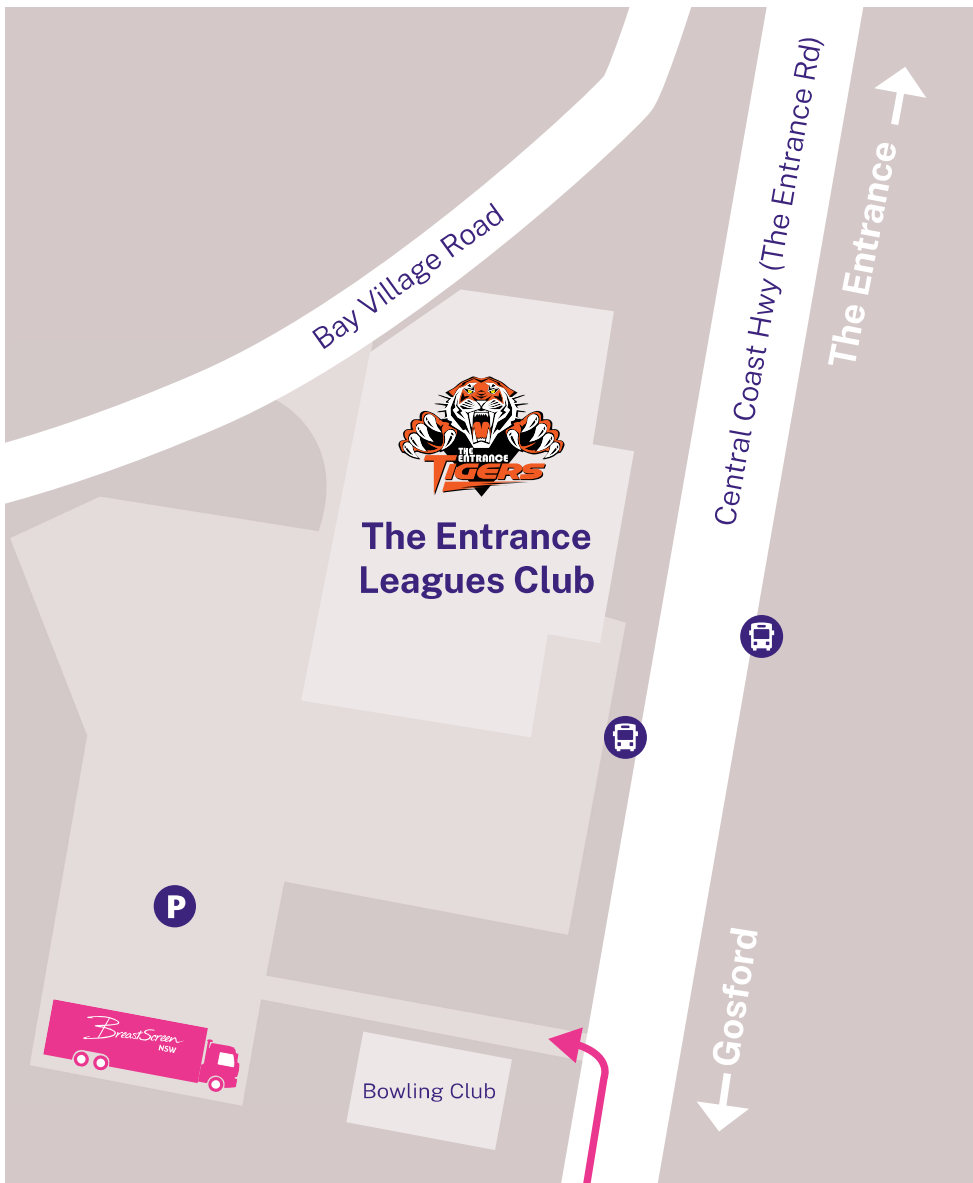 Central Coast Hwy (The Entrance Rd)
The Entrance
Bay Village Road
THE
ENTRANCE
TIGERS
The Entrance
Leagues Club
P
Gosford
BreastScreen
NSW
Bowling Club